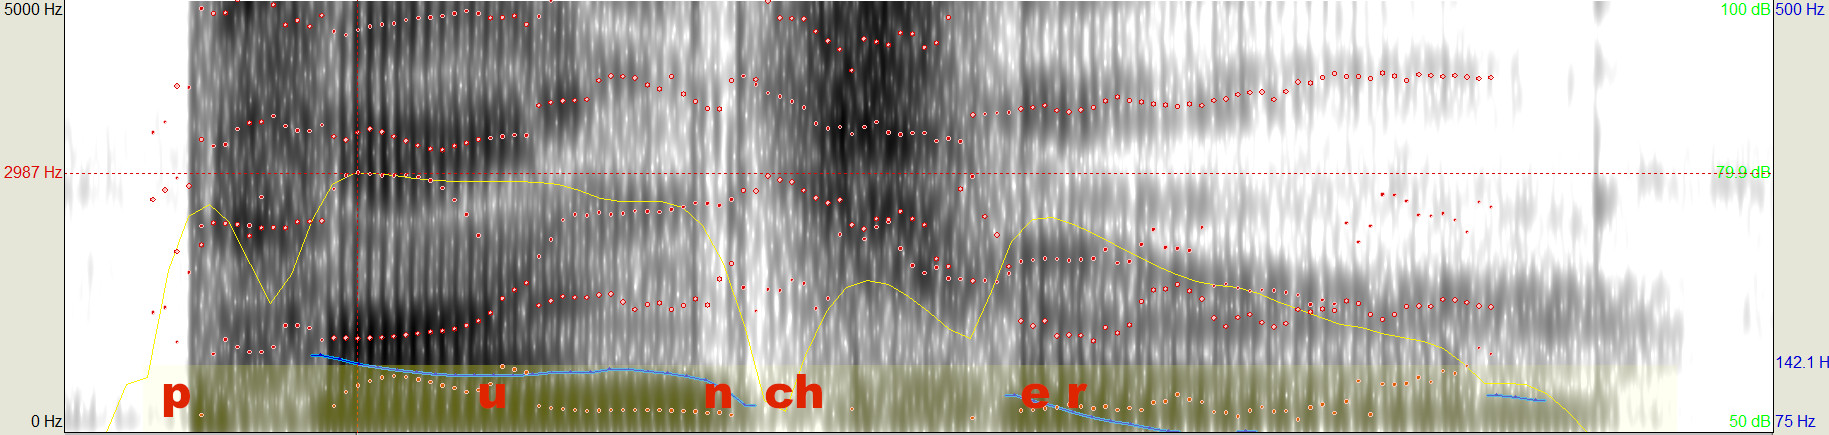 5000 Hz 100 dB 500 Hz
2987 Hz 79.9 dB
142.1 H
p u n ch e r
0 Hz 50 dB 75 Hz